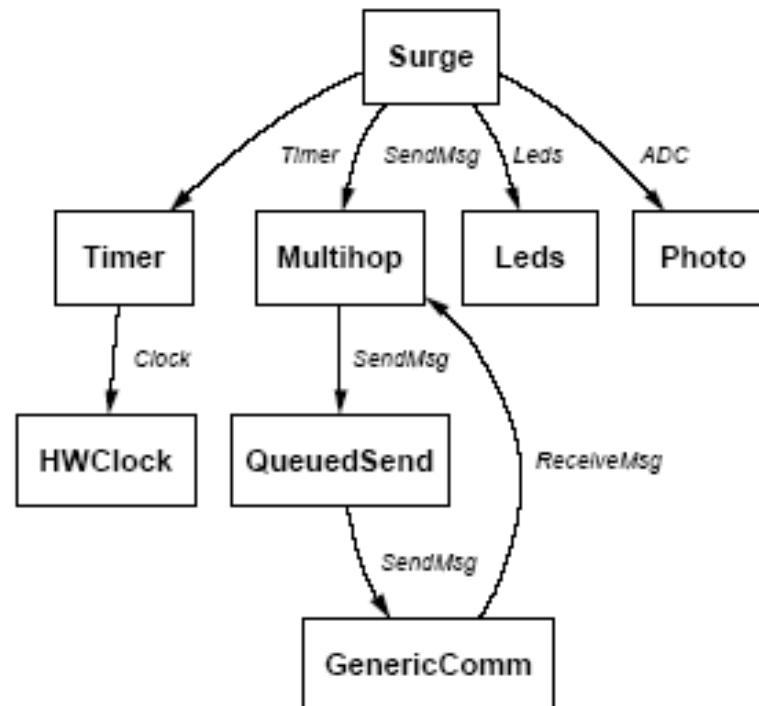 Surge
Timer SendMsg Leds ADC
Timer Multihop Leds Photo
Clock SendMsg
HWClock QueuedSend ReceiveMsg
SendMsg
GenericComm